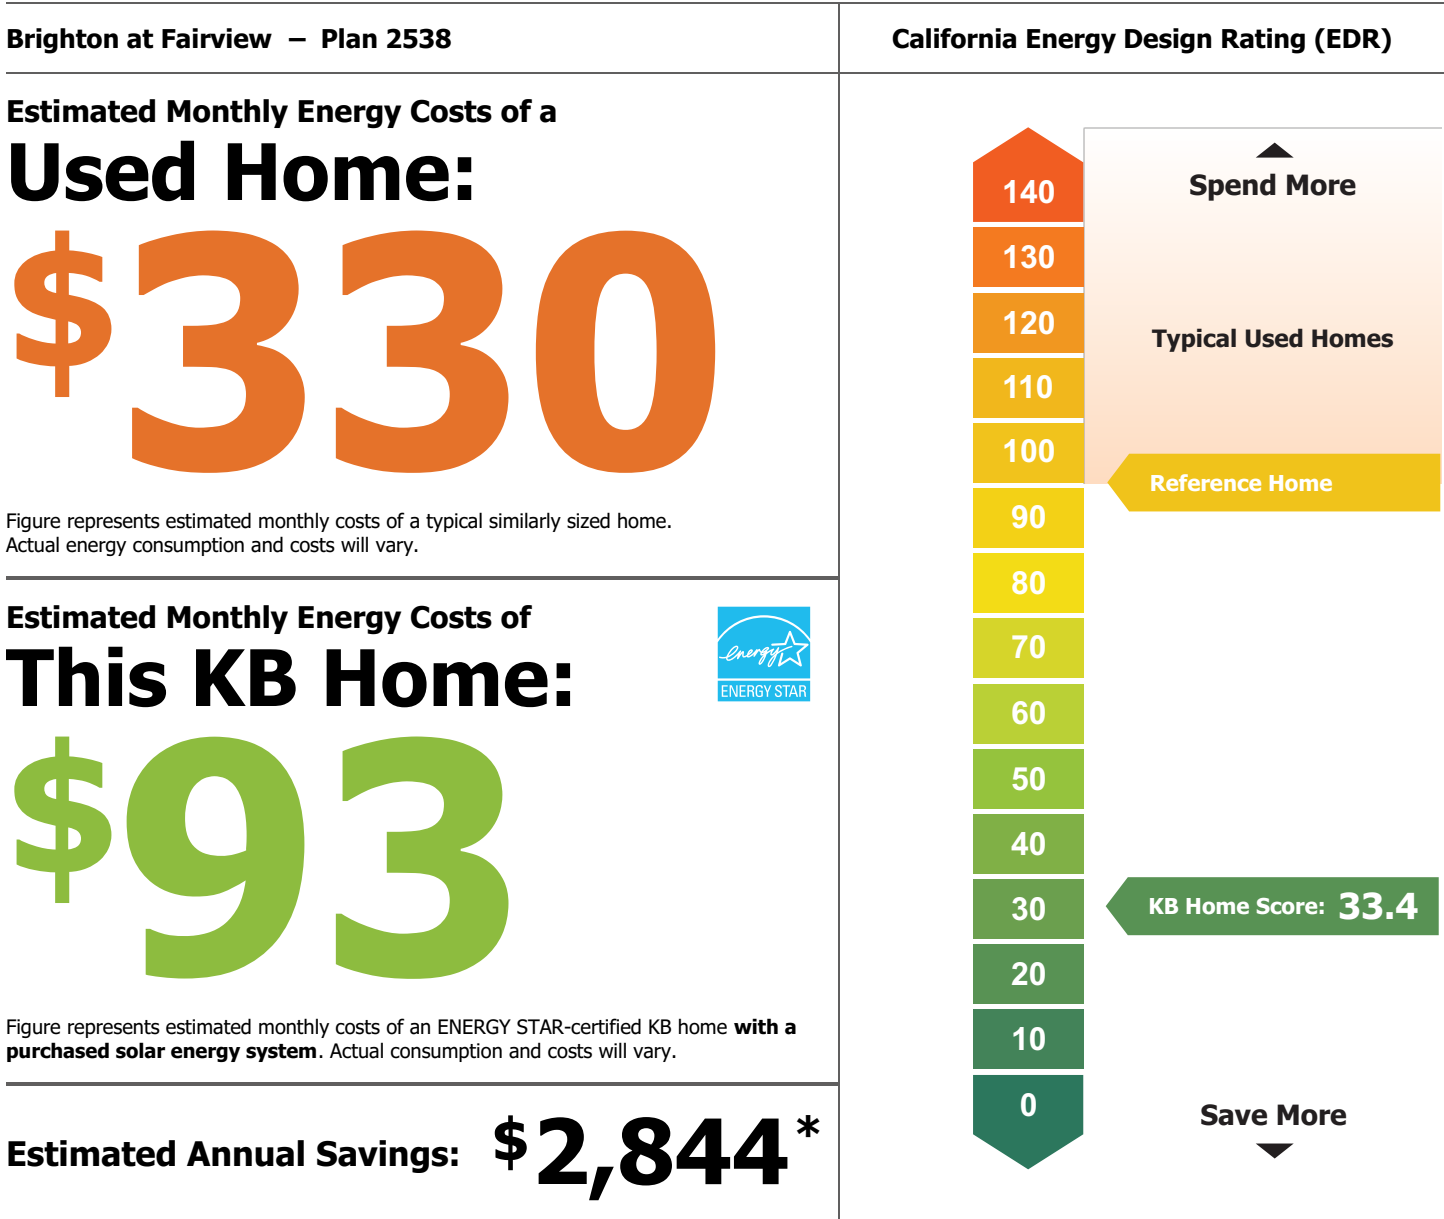 Brighton at Fairview – Plan 2538
Estimated Monthly Energy Costs of a
Used Home:
$330
Figure represents estimated monthly costs of a typical similarly sized home.
Actual energy consumption and costs will vary.
Estimated Monthly Energy Costs of
This KB Home:
energy
ENERGY STAR
$93
Figure represents estimated monthly costs of an ENERGY STAR-certified KB home with a
purchased solar energy system. Actual consumption and costs will vary.
Estimated Annual Savings: $2,844*
California Energy Design Rating (EDR)
140
130
120
110
100
90
80
70
60
50
40
30
20
10
0
Spend More
Typical Used Homes
Reference Home
KB Home Score: 33.4
Save More